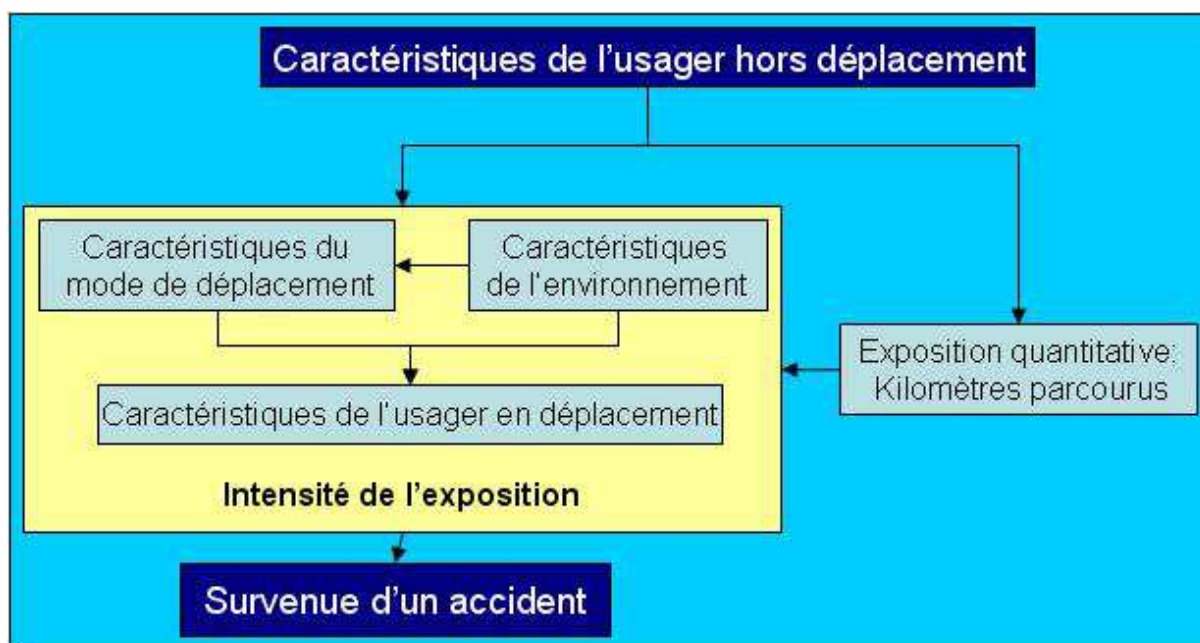 Caractéristiques de l'usager hors déplacement
Caractéristiques du
mode de déplacement
Caractéristiques
de l'environnement
Exposition quantitative:
Kilomètres parcourus
Caractéristiques de l'usager en déplacement
Intensité de l'exposition
Survenue d'un accident